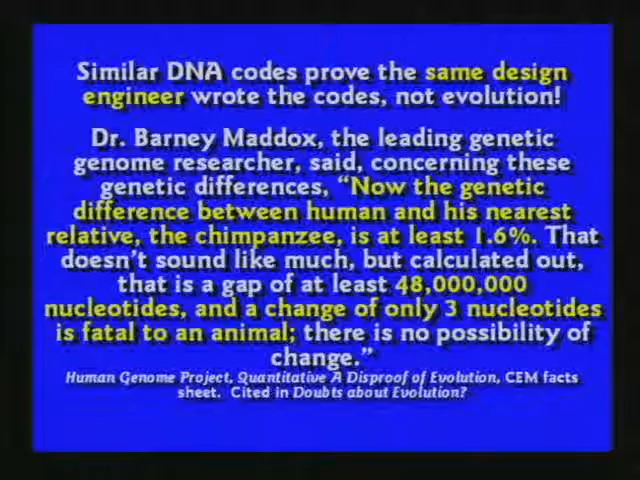 Similar DNA codes prove the same design
engineer wrote the codes, not evolution!
Dr. Barney Maddox, the leading genetic
genome researcher, said, concerning these
genetic differences, “Now the genetic
difference between human and his nearest
relative, the chimpanzee, is at least 1.6%. That
doesn't sound like much, but calculated out,
that is a gap of at least 48,000,000
nucleotides, and a change of only 3 nucleotides
is fatal to an animal; there is no possibility of
change.”
Human Genome Project, Quantitative A Disproof of Evolution, CEM facts
sheet. Cited in Doubts about Evolution?